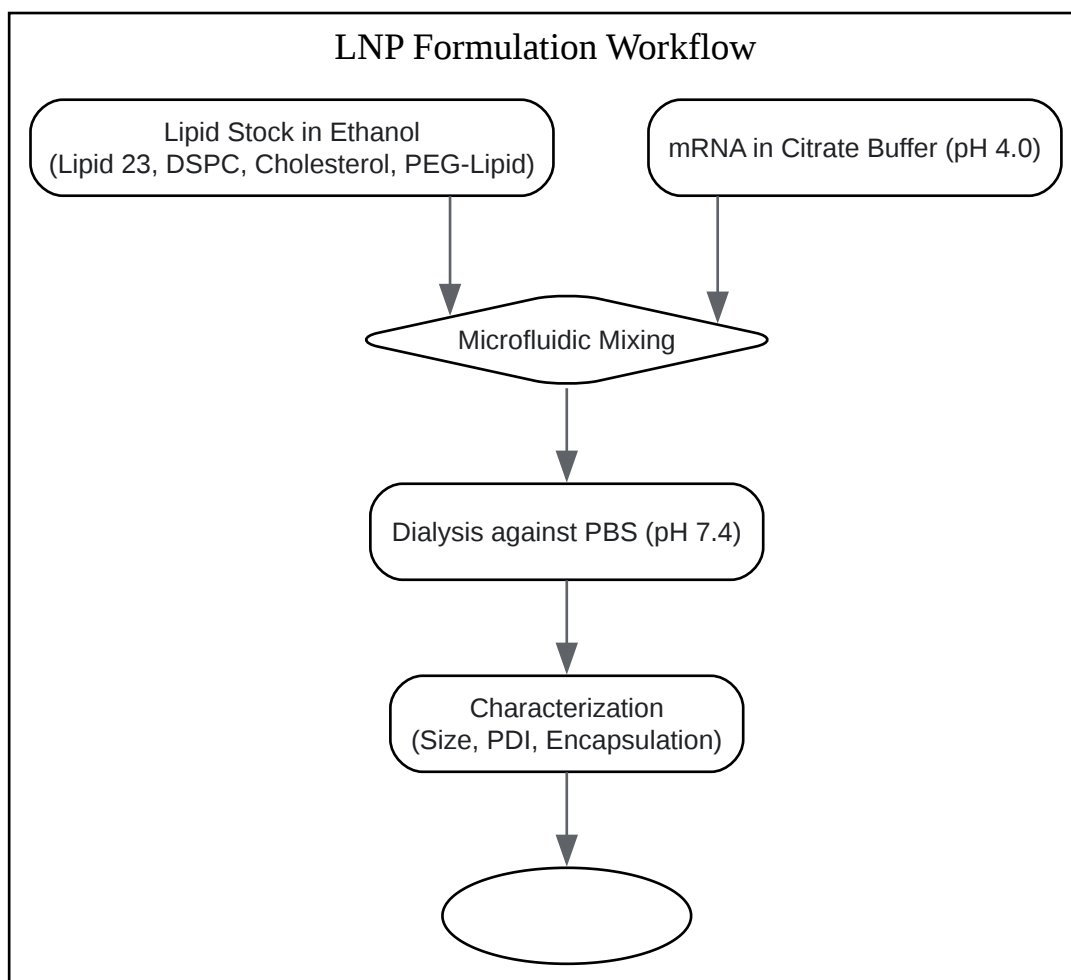 LNP Formulation Workflow
Lipid Stock in Ethanol
(Lipid 23, DSPC, Cholesterol, PEG-Lipid)
mRNA in Citrate Buffer (pH 4.0)
Microfluidic Mixing
Dialysis against PBS (pH 7.4)
Characterization
(Size, PDI, Encapsulation)